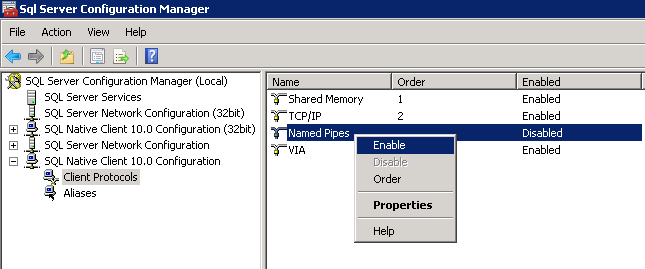 Sql Server Configuration Manager
File Action View Help
SQL Server Configuration Manager (Local)
SQL Server Services
SQL Server Network Configuration (32bit)
SQL Native Client 10.0 Configuration (32bit)
SQL Server Network Configuration
SQL Native Client 10.0 Configuration
Client Protocols
Aliases
Name Order Enabled
Shared Memory 1 Enabled
TCP/IP 2 Enabled
Named Pipes Disabled
VIA Enabled
Enable
Disable
Order
Properties
Help